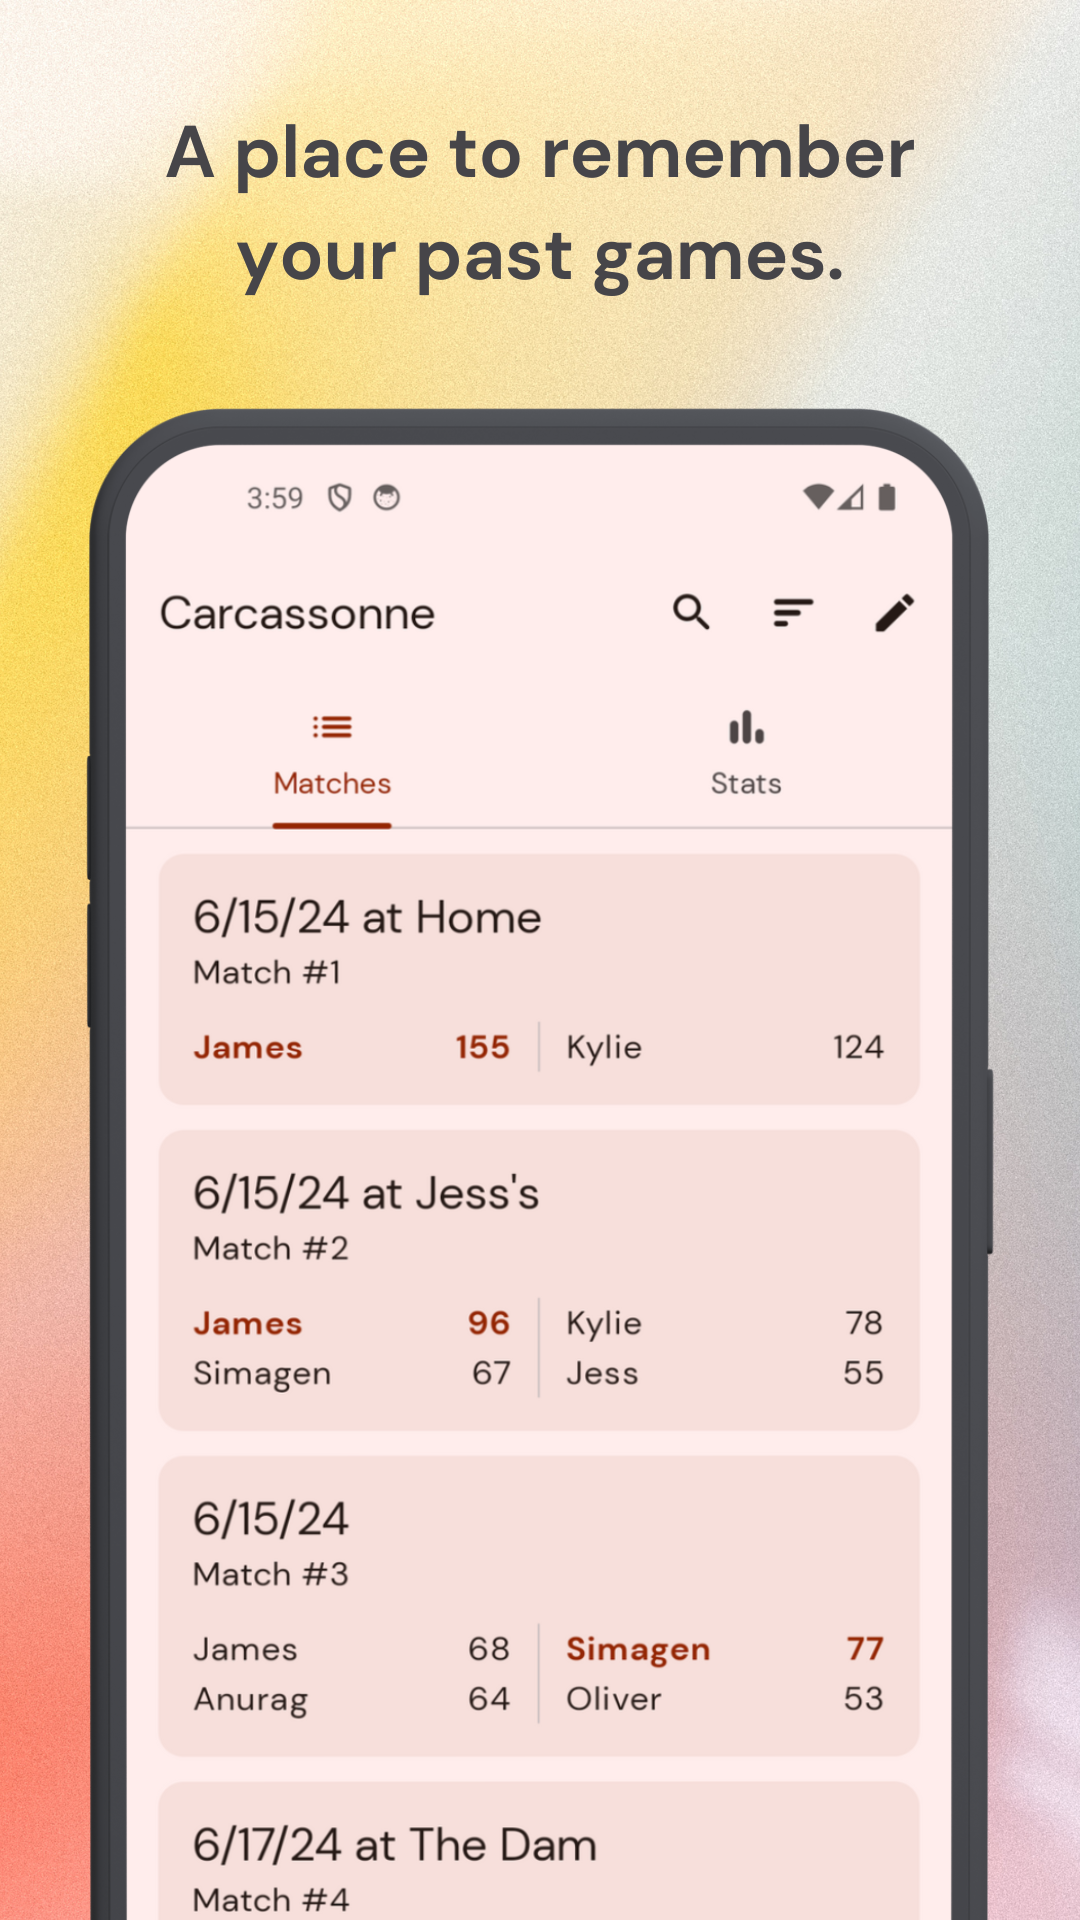 A place to remember
your past games.
3:59
Carcassonne
Matches
Stats
6/15/24 at Home
Match #1
James 155 Kylie 124
6/15/24 at Jess's
Match #2
James 96 Kylie 78
Simagen 67 Jess 55
6/15/24
Match #3
James 68 Simagen 77
Anurag 64 Oliver 53
6/17/24 at The Dam
Match #4